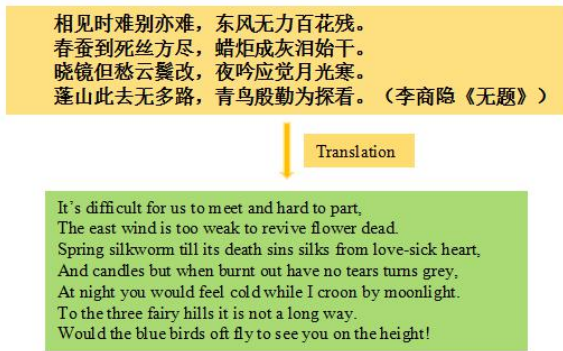 相见时难别亦难，东风无力百花残。
春蚕到死丝方尽，蜡炬成灰泪始干。
晓镜但愁云鬓改，夜吟应觉月光寒。
蓬山此去无多路，青鸟殷勤为探看。（李商隐《无题》）
Translation
It's difficult for us to meet and hard to part,
The east wind is too weak to revive flower dead.
Spring silkworm till its death sins silks from love-sick heart,
And candles but when burnt out have no tears turns grey,
At night you would feel cold while I croon by moonlight.
To the three fairy hills it is not a long way.
Would the blue birds oft fly to see you on the height!